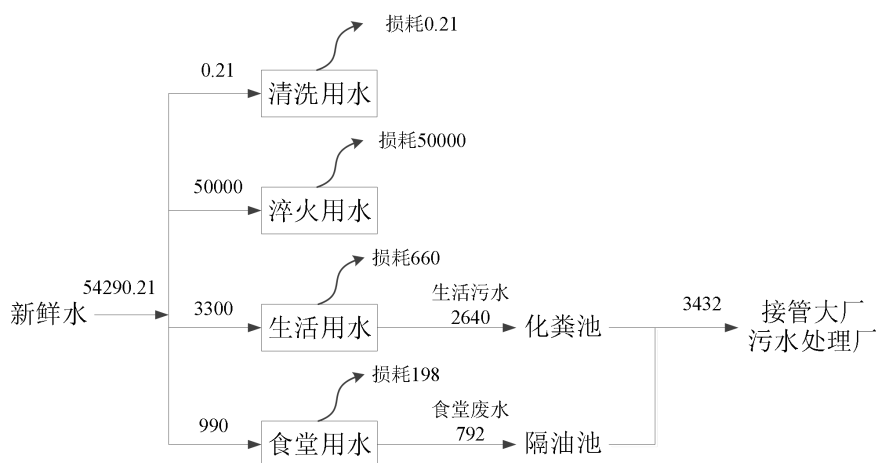 损耗0.21
0.21
清洗用水
损耗50000
50000
淬火用水
54290.21
新鲜水
损耗660
3300
生活用水
生活污水
2640
化粪池
3432
接管大厂
污水处理厂
损耗198
990
食堂用水
食堂废水
792
隔油池